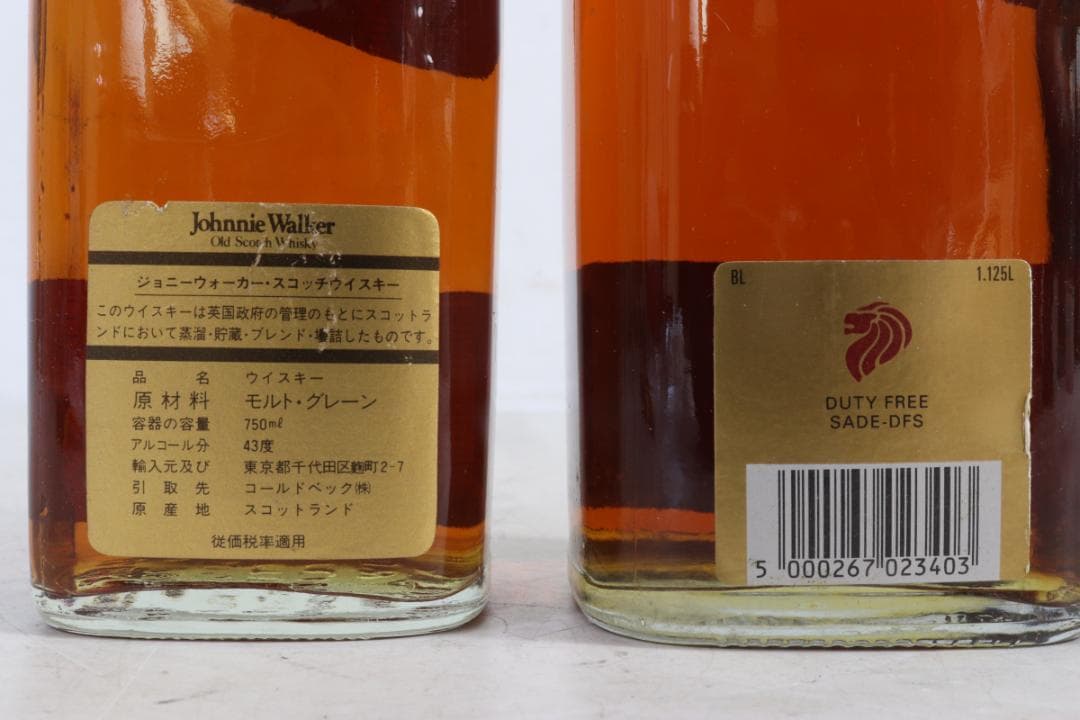 Johnnie Walker
Old Scotch Whisky
ジョニーウォーカー・スコッチウイスキー
このウイスキーは英国政府の管理のもとにスコットラ
ンドにおいて蒸溜・貯蔵・ブレンド・壜詰したものです。
品名 ウイスキー
原材料 モルト・グレーン
容器の容量 750mℓ
アルコール分 43度
輸入元及び 東京都千代田区麹町2-7
引取先 コールドベック㈱
原産地 スコットランド
従価税率適用
BL 1.125L
DUTY FREE
SADE-DFS
5 000267 023403